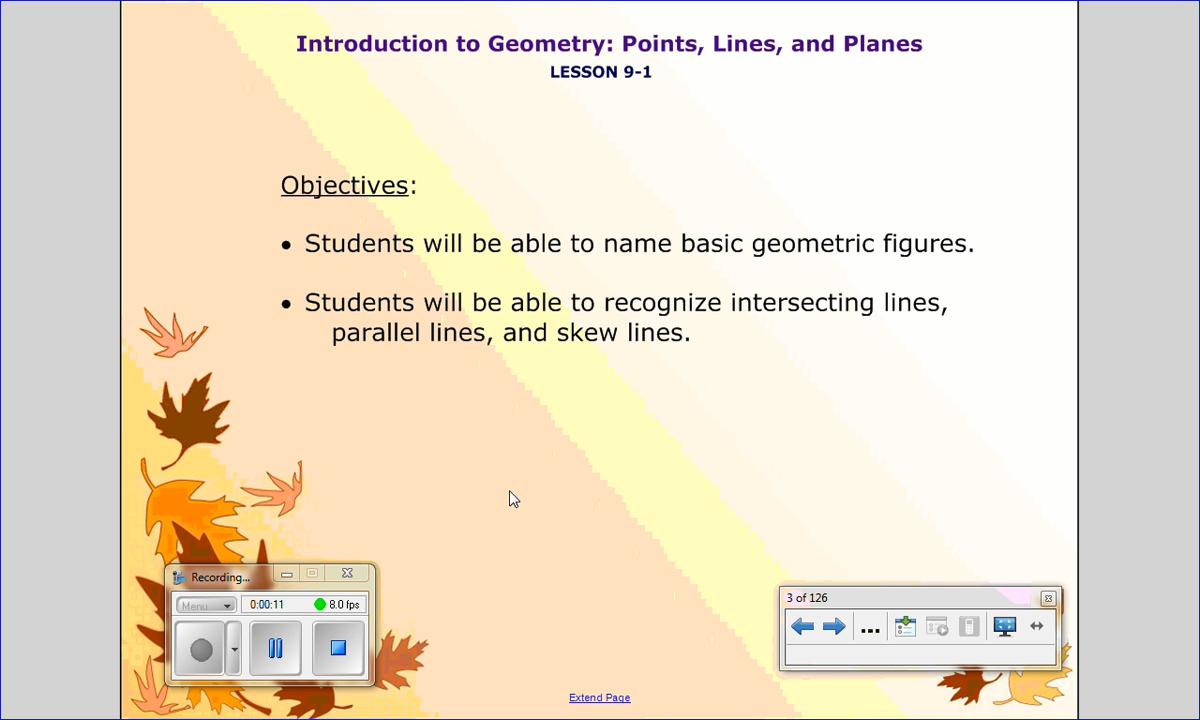 Introduction to Geometry: Points, Lines, and Planes
LESSON 9-1
Objectives:
• Students will be able to name basic geometric figures.
• Students will be able to recognize intersecting lines,
parallel lines, and skew lines.
Recording...
Menu
0:00:11 8.0 fps
3 of 126
Extend Page